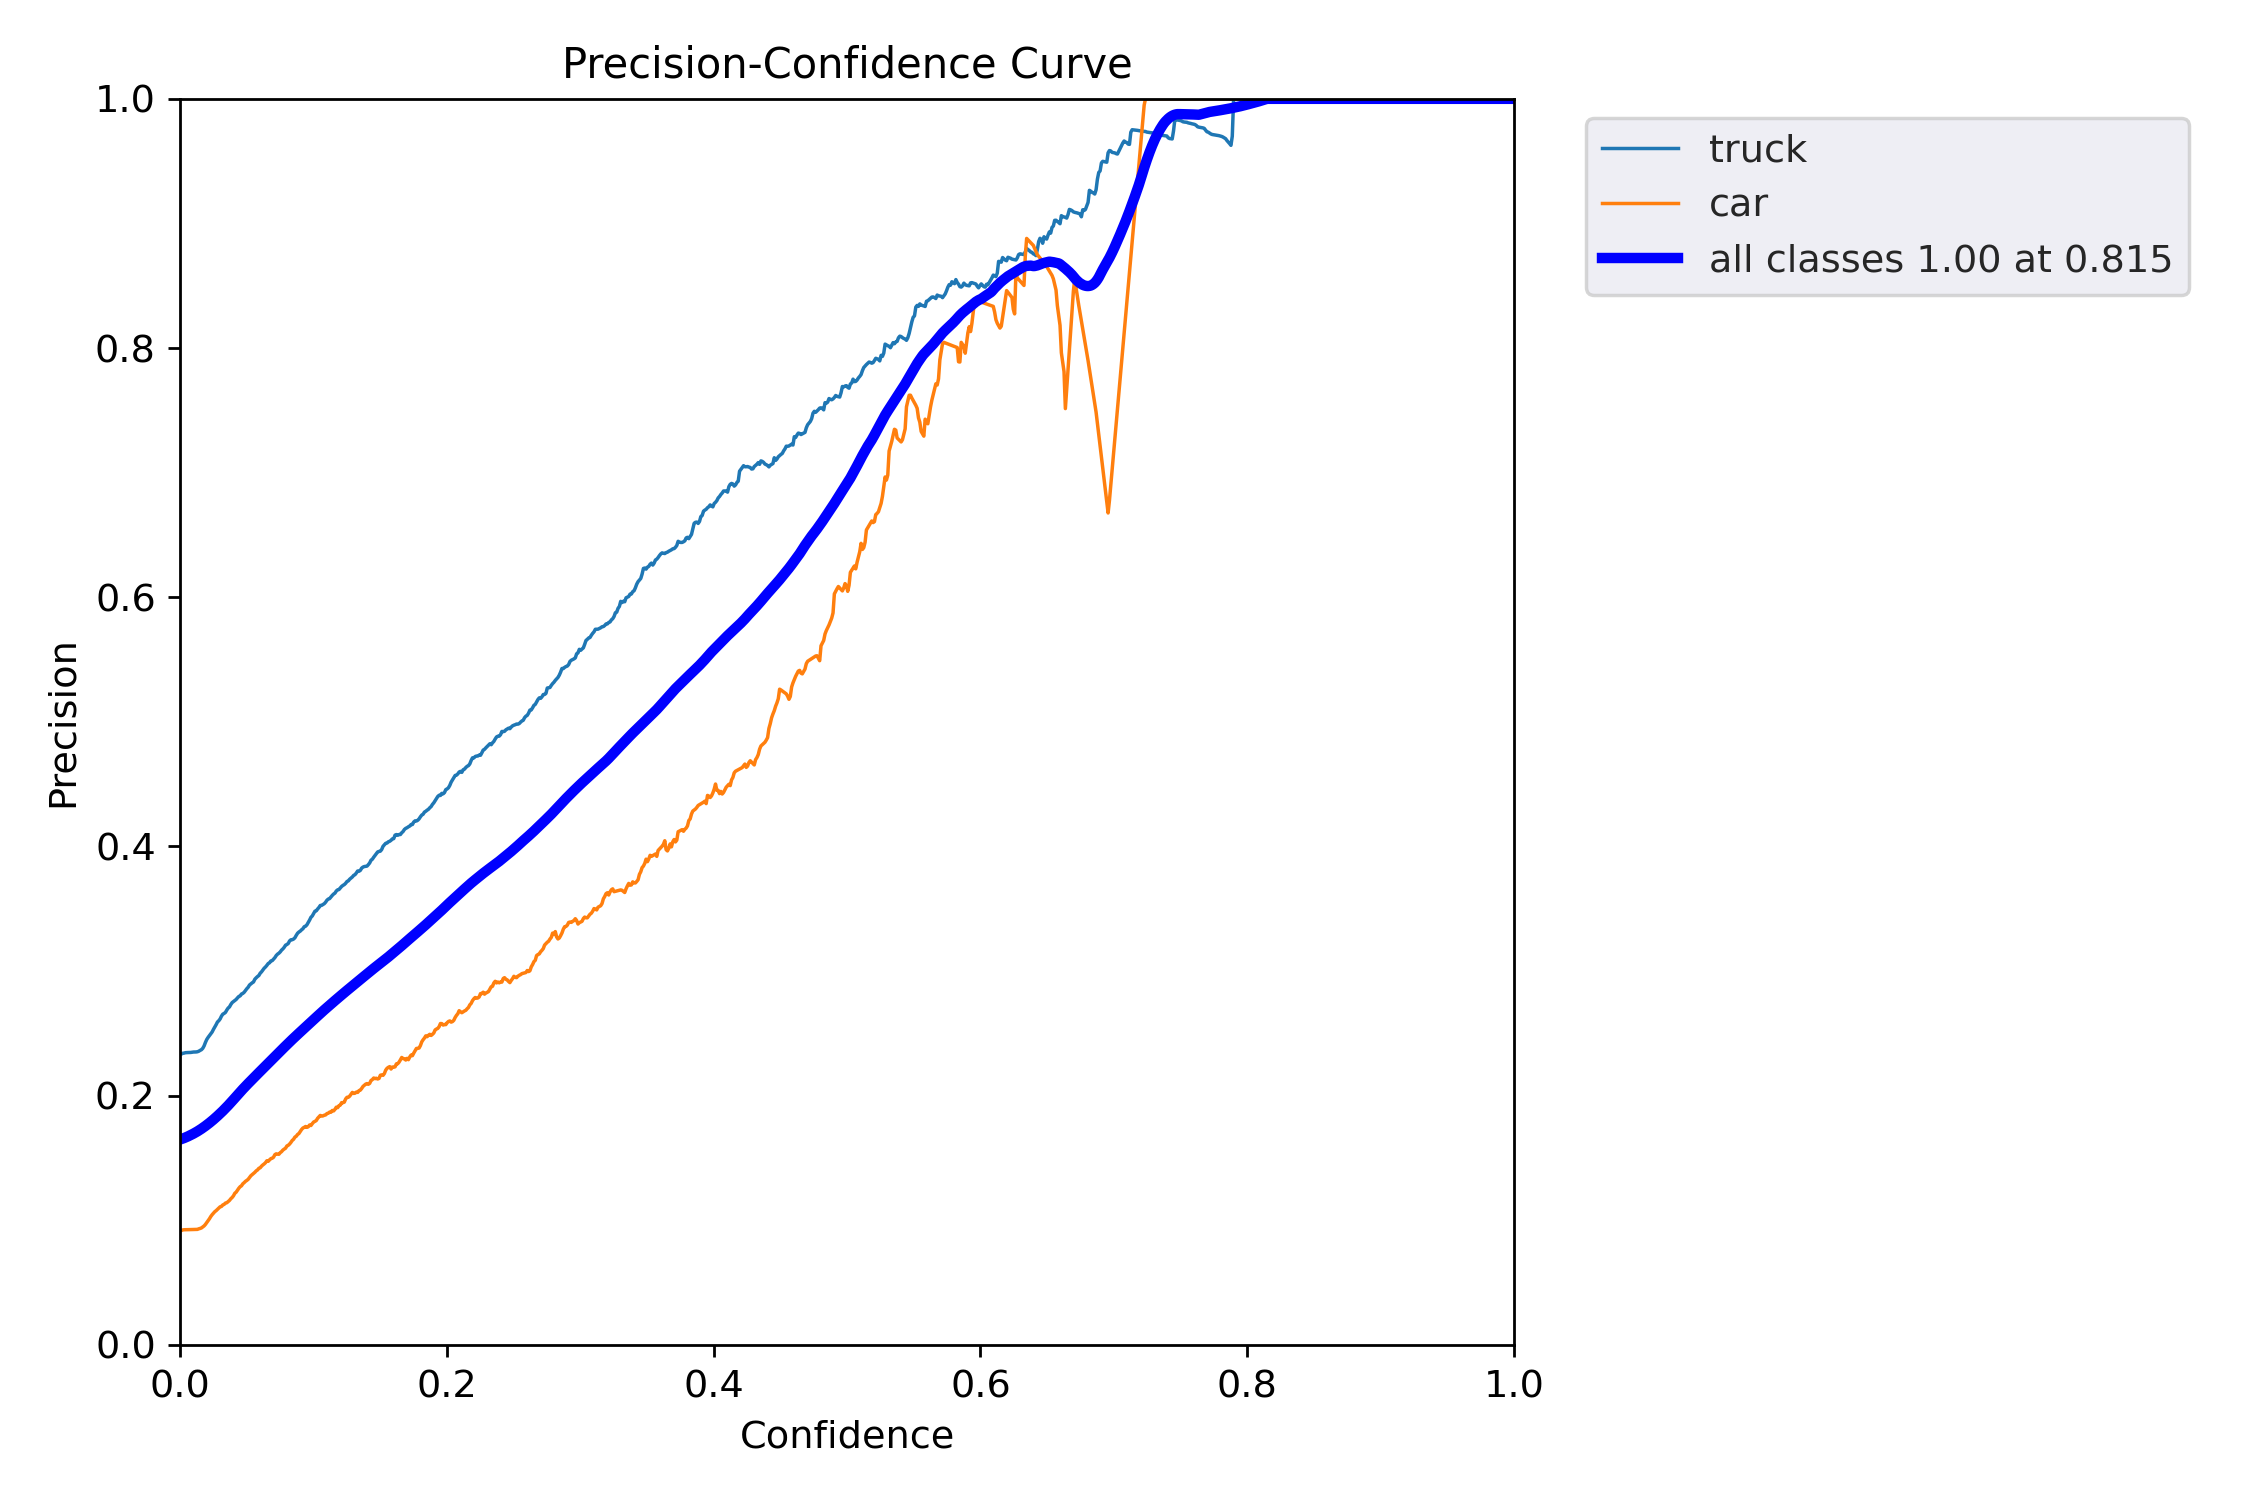 Precision-Confidence Curve
1.0
0.8
0.6
0.4
0.2
0.0
Precision
0.0 0.2 0.4 0.6 0.8 1.0
Confidence
truck
car
all classes 1.00 at 0.815